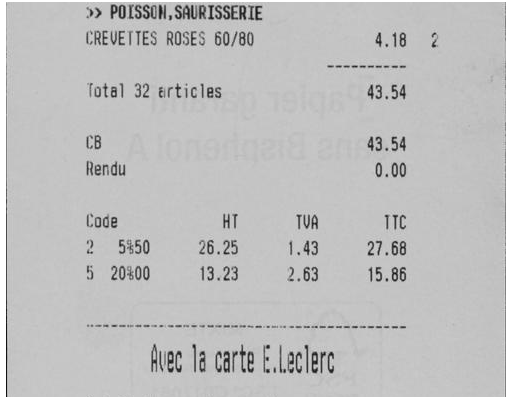 >> POISSON,SAURISSERIE
CREVETTES ROSES 60/80 4.18 2
----------
Total 32 articles 43.54
CB 43.54
Rendu 0.00
Code HT TVA TTC
2 5%50 26.25 1.43 27.68
5 20%00 13.23 2.63 15.86
----------------------------------------
Avec la carte E.Leclerc
Papier garanti
sans Bisphenol A